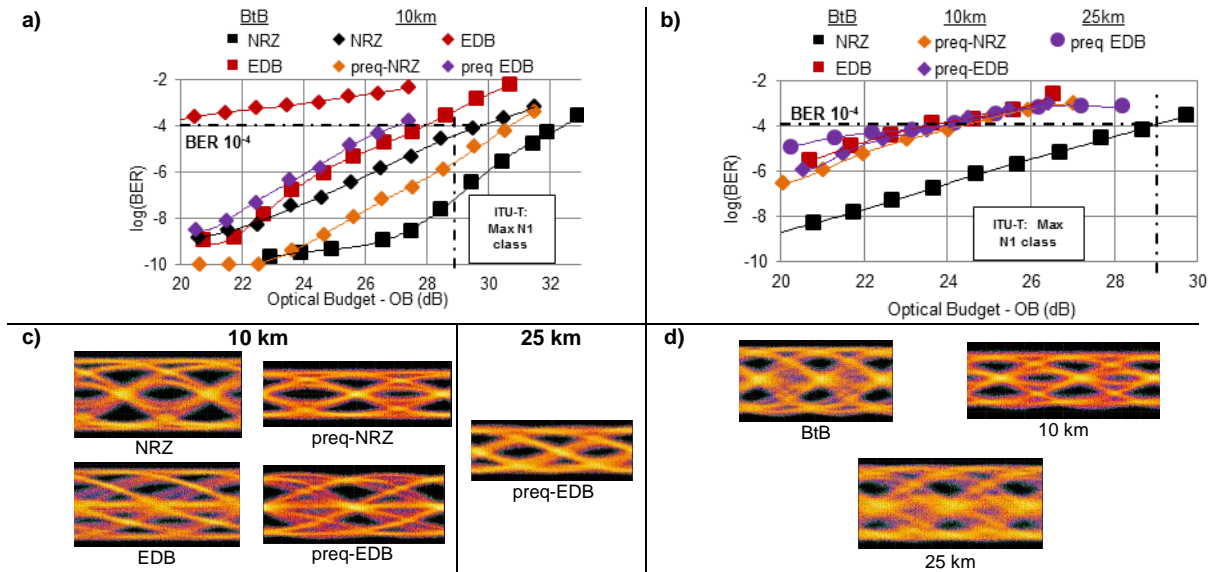 a)
BtB 10km
NRZ NRZ EDB
EDB preq-NRZ preq EDB
-2
-4
-6
-8
-10
log(BER)
BER 10-4
ITU-T:
Max N1
class
20 22 24 26 28 30 32
Optical Budget - OB (dB)
b)
BtB 10km 25km
NRZ preq-NRZ preq EDB
EDB preq-EDB
-2
-4
-6
-8
-10
log(BER)
BER 10-4
ITU-T: Max N1
class
20 22 24 26 28 30
Optical Budget - OB (dB)
c)
10 km
25 km
NRZ
preq-NRZ
EDB
preq-EDB
preq-EDB
d)
BtB
10 km
25 km